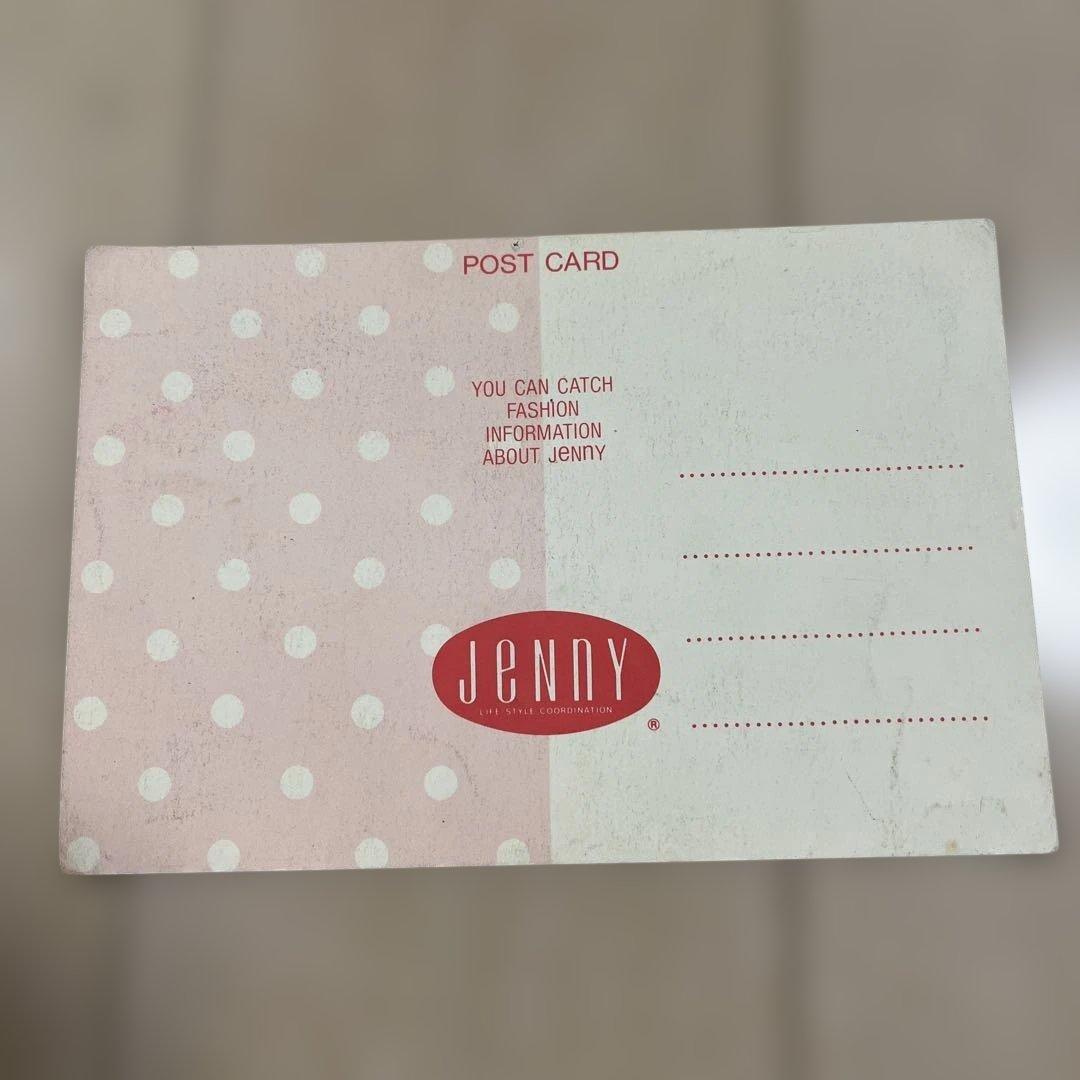 POST CARD
YOU CAN CATCH
FASHION
INFORMATION
ABOUT JeNNY
JeNNY
LIFE STYLE COORDINATION
®